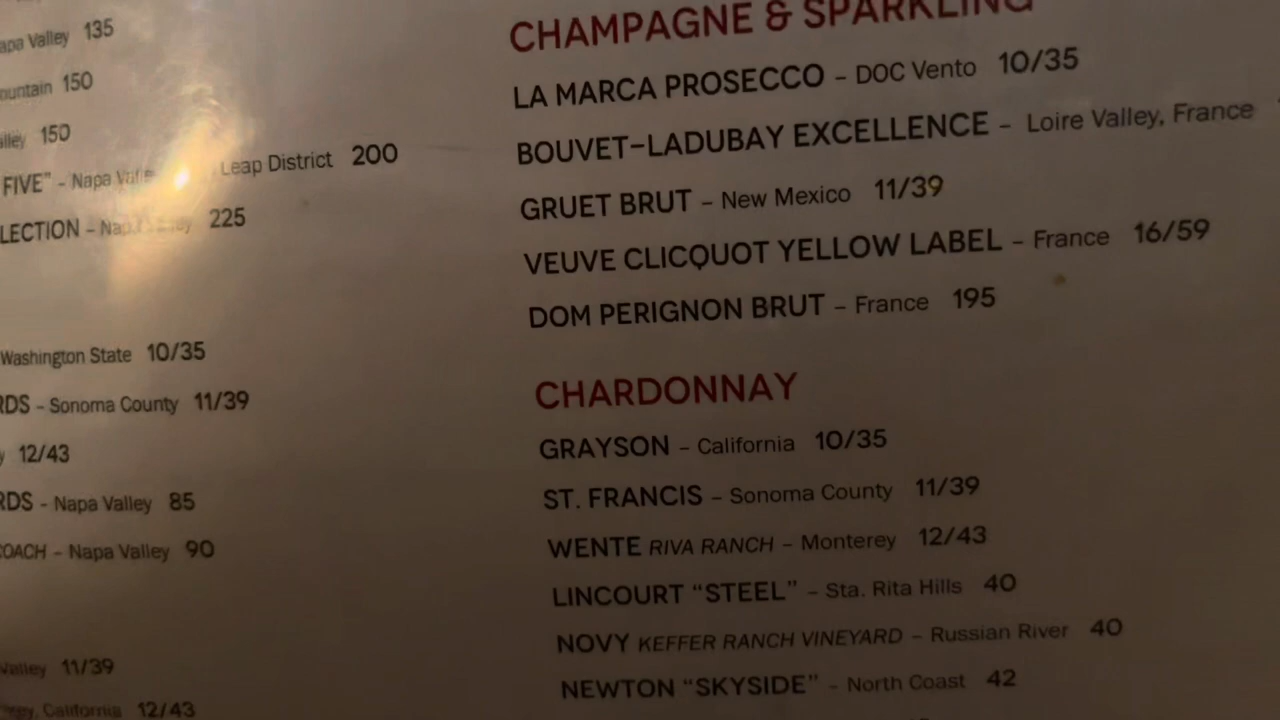 apa Valley 135
ountain 150
alley 150
FIVE" - Napa Valle Leap District 200
LECTION - Napa Valley 225
Washington State 10/35
RDS - Sonoma County 11/39
y 12/43
RDS - Napa Valley 85
COACH - Napa Valley 90
Valley 11/39
rey, California 12/43
CHAMPAGNE & SPARKLING
LA MARCA PROSECCO - DOC Vento 10/35
BOUVET-LADUBAY EXCELLENCE - Loire Valley, France
GRUET BRUT - New Mexico 11/39
VEUVE CLICQUOT YELLOW LABEL - France 16/59
DOM PERIGNON BRUT - France 195
CHARDONNAY
GRAYSON - California 10/35
ST. FRANCIS - Sonoma County 11/39
WENTE RIVA RANCH - Monterey 12/43
LINCOURT "STEEL" - Sta. Rita Hills 40
NOVY KEFFER RANCH VINEYARD - Russian River 40
NEWTON "SKYSIDE" - North Coast 42